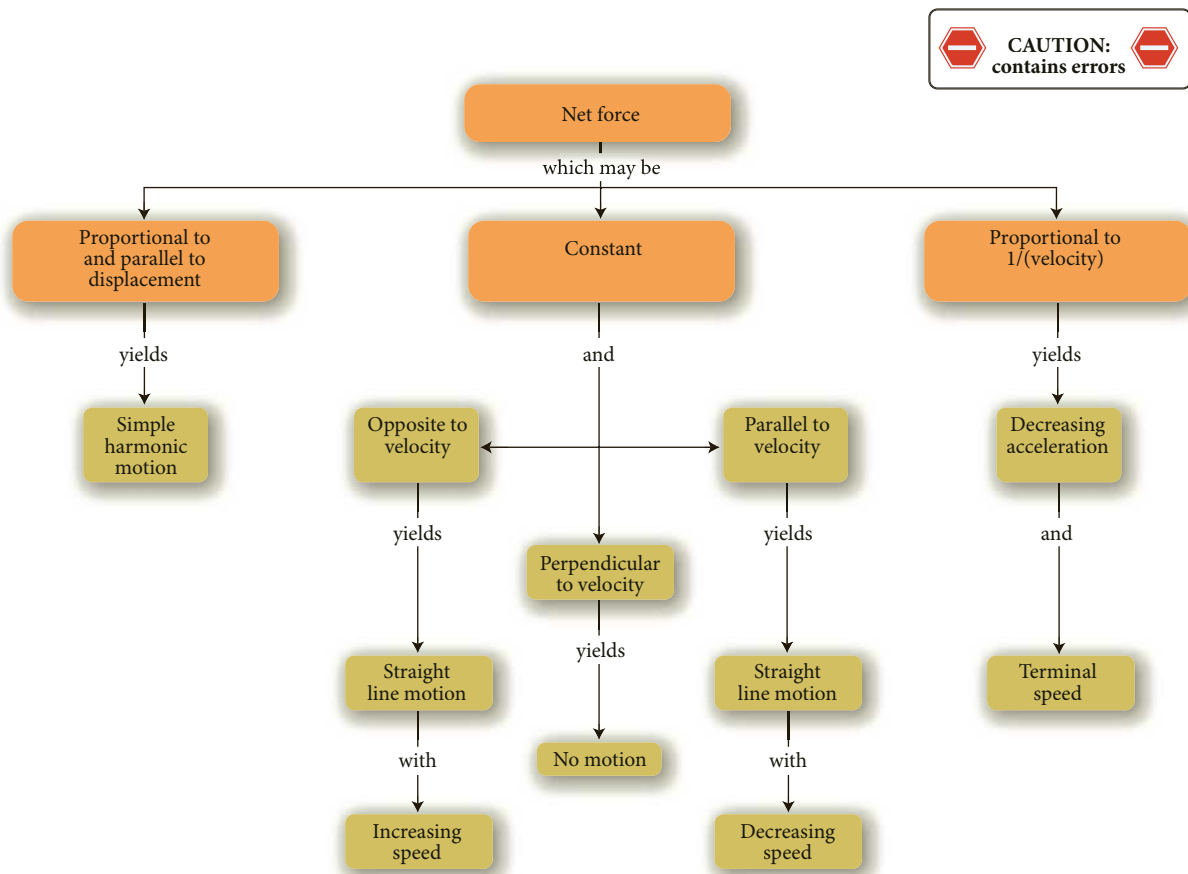 CAUTION:
contains errors
Net force
which may be
Proportional to
and parallel to
displacement
Constant
Proportional to
1/(velocity)
yields
and
yields
Simple
harmonic
motion
Opposite to
velocity
Parallel to
velocity
Decreasing
acceleration
yields
yields
and
Perpendicular
to velocity
yields
Straight
line motion
Straight
line motion
Terminal
speed
with
No motion
with
Increasing
speed
Decreasing
speed